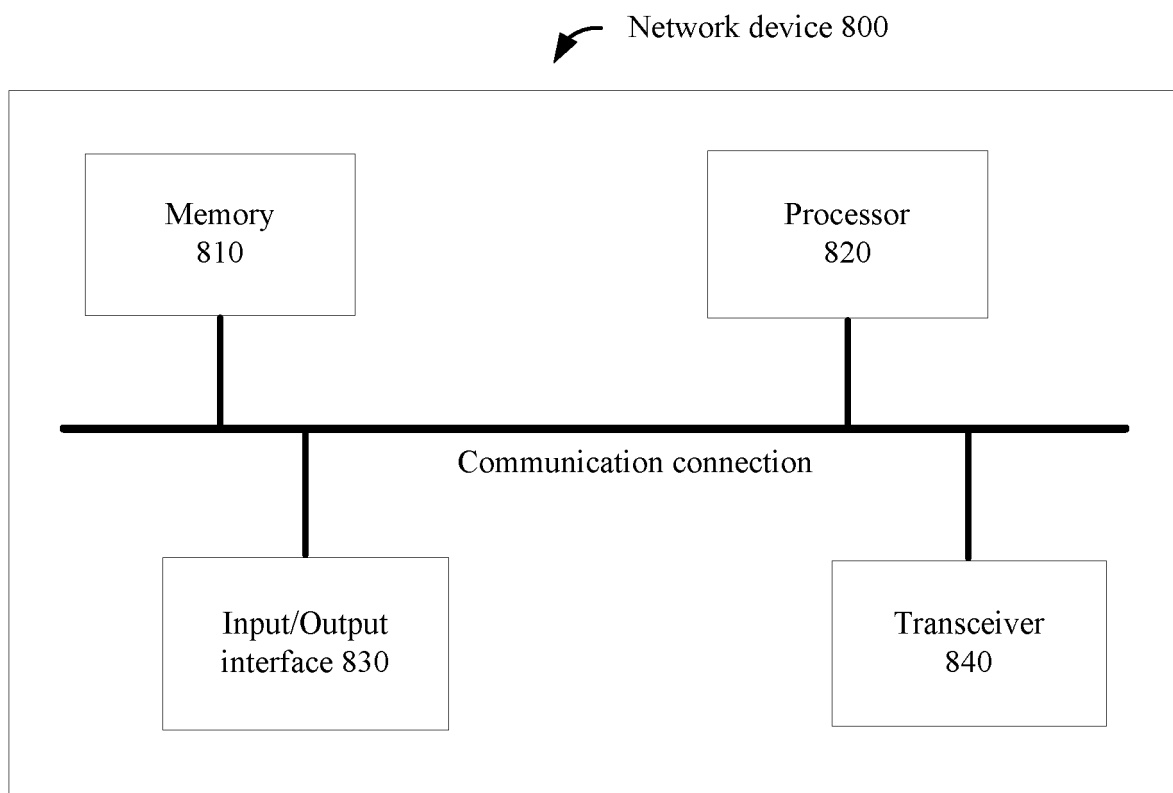 Network device 800
Memory
810
Processor
820
Communication connection
Input/Output
interface 830
Transceiver
840